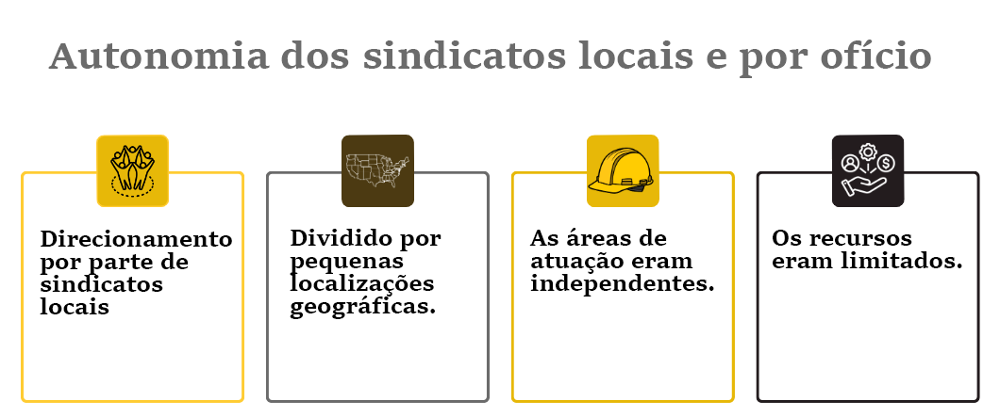 Autonomia dos sindicatos locais e por ofício
Direcionamento
por parte de
sindicatos
locais
Dividido por
pequenas
localizações
geográficas.
As áreas de
atuação eram
independentes.
Os recursos
eram limitados.